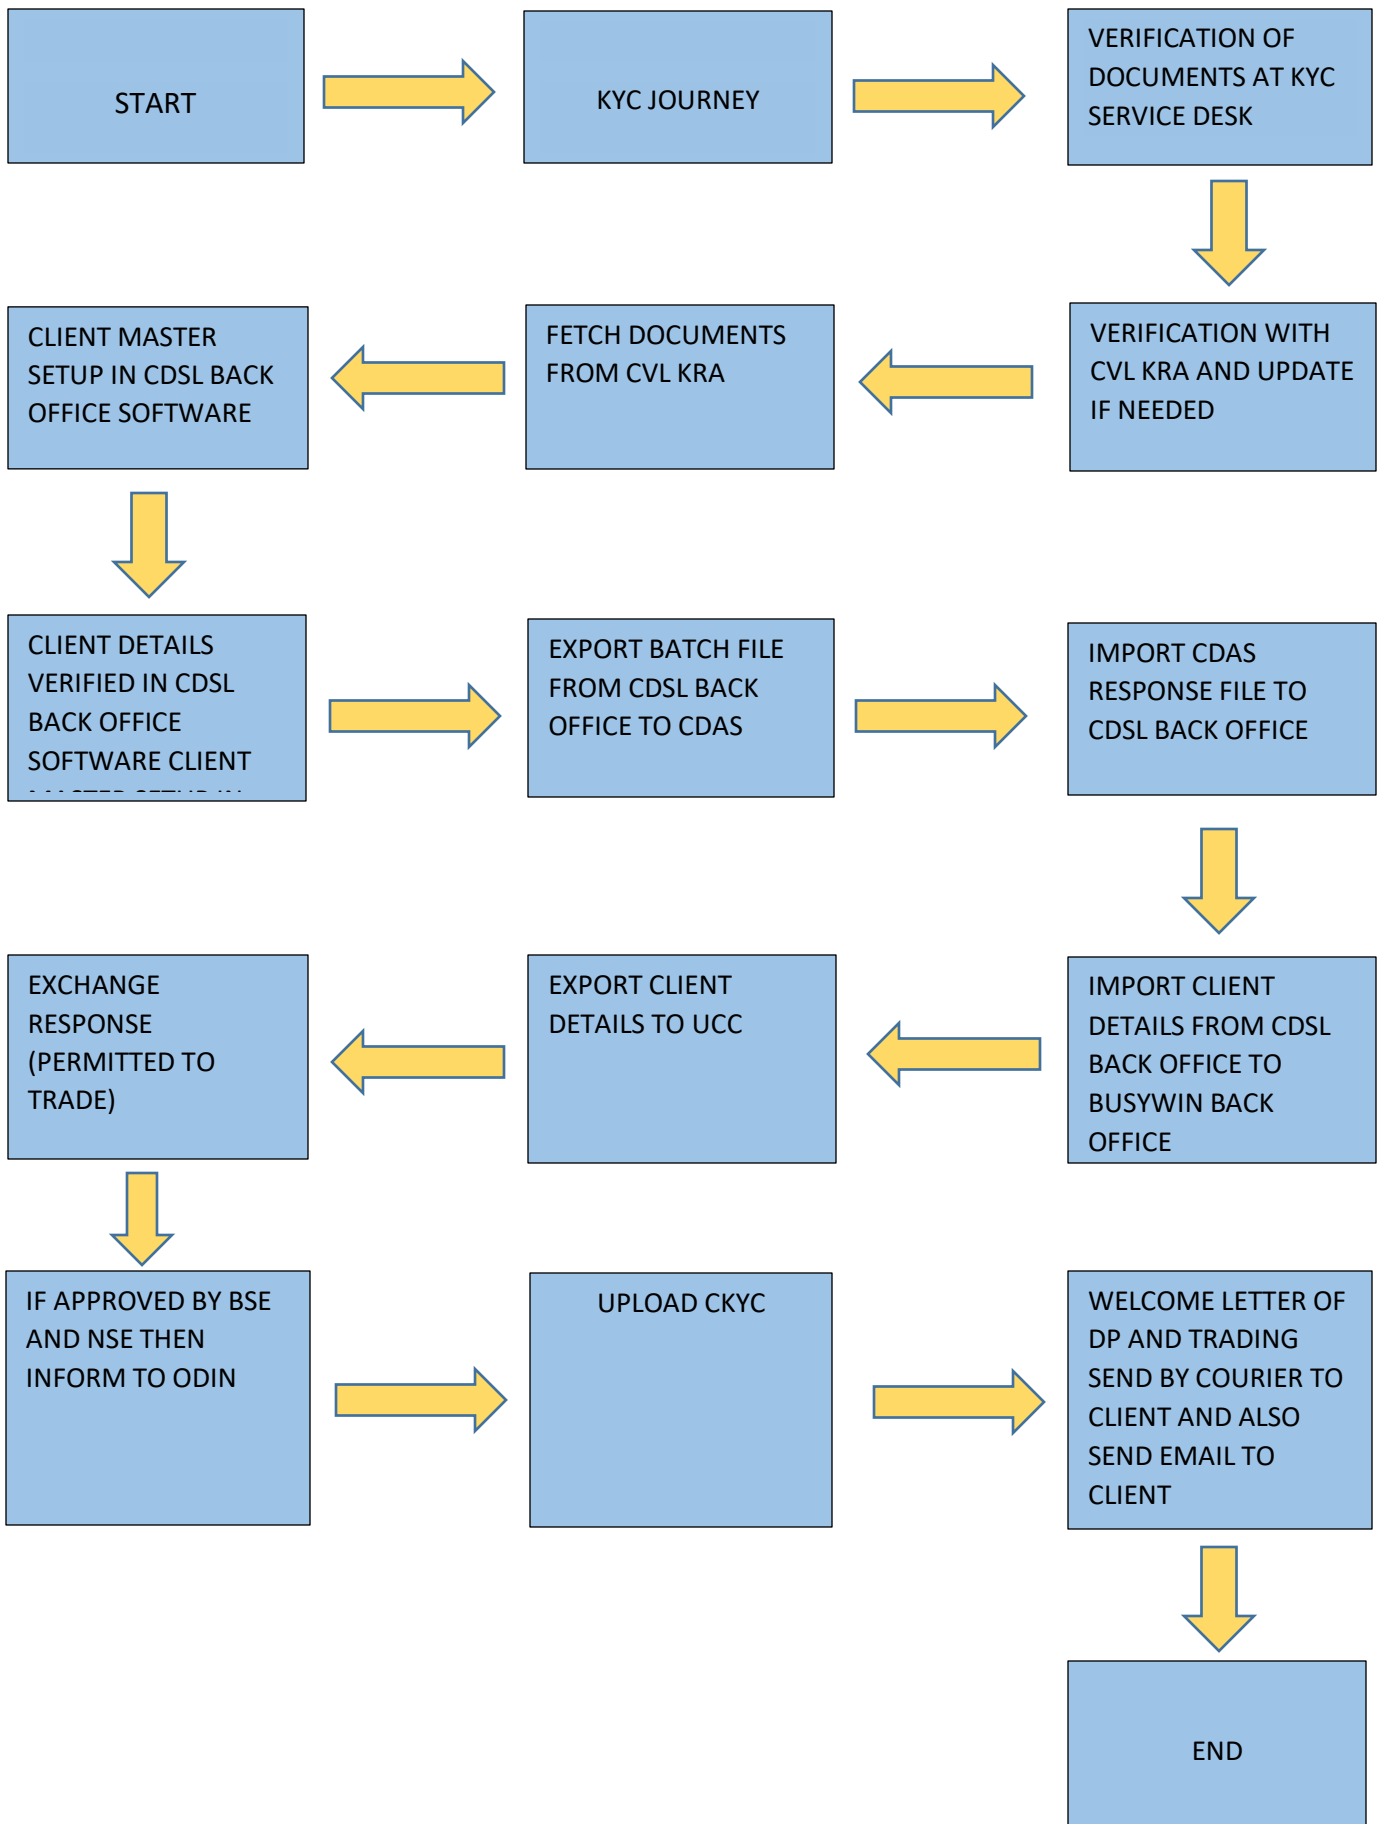 START
KYC JOURNEY
VERIFICATION OF
DOCUMENTS AT KYC
SERVICE DESK
VERIFICATION WITH
CVL KRA AND UPDATE
IF NEEDED
FETCH DOCUMENTS
FROM CVL KRA
CLIENT MASTER
SETUP IN CDSL BACK
OFFICE SOFTWARE
CLIENT DETAILS
VERIFIED IN CDSL
BACK OFFICE
SOFTWARE CLIENT
EXPORT BATCH FILE
FROM CDSL BACK
OFFICE TO CDAS
IMPORT CDAS
RESPONSE FILE TO
CDSL BACK OFFICE
IMPORT CLIENT
DETAILS FROM CDSL
BACK OFFICE TO
BUSYWIN BACK
OFFICE
EXPORT CLIENT
DETAILS TO UCC
EXCHANGE
RESPONSE
(PERMITTED TO
TRADE)
IF APPROVED BY BSE
AND NSE THEN
INFORM TO ODIN
UPLOAD CKYC
WELCOME LETTER OF
DP AND TRADING
SEND BY COURIER TO
CLIENT AND ALSO
SEND EMAIL TO
CLIENT
END